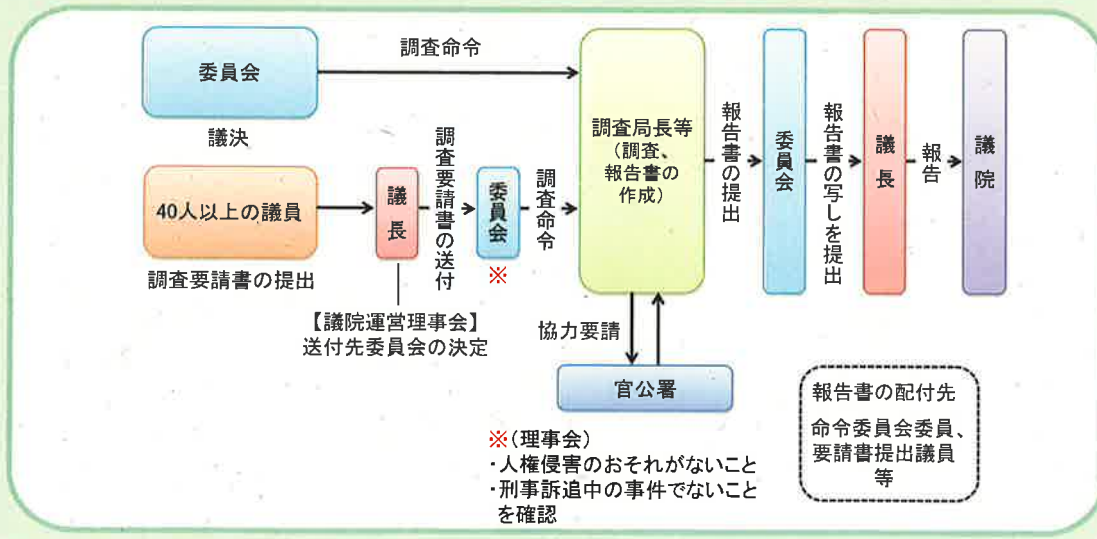 委員会
調査命令
議決
40人以上の議員
調査要請書の提出
議長
【議院運営理事会】
送付先委員会の決定
調査要請書の送付
委員会
※
調査命令
調査局長等
(調査、
報告書の
作成)
協力要請
官公署
報告書の提出
委員会
報告書の写しを提出
議長
報告
議院
※(理事会)
・人権侵害のおそれがないこと
・刑事訴追中の事件でないこと
を確認
報告書の配付先
命令委員会委員、
要請書提出議員
等